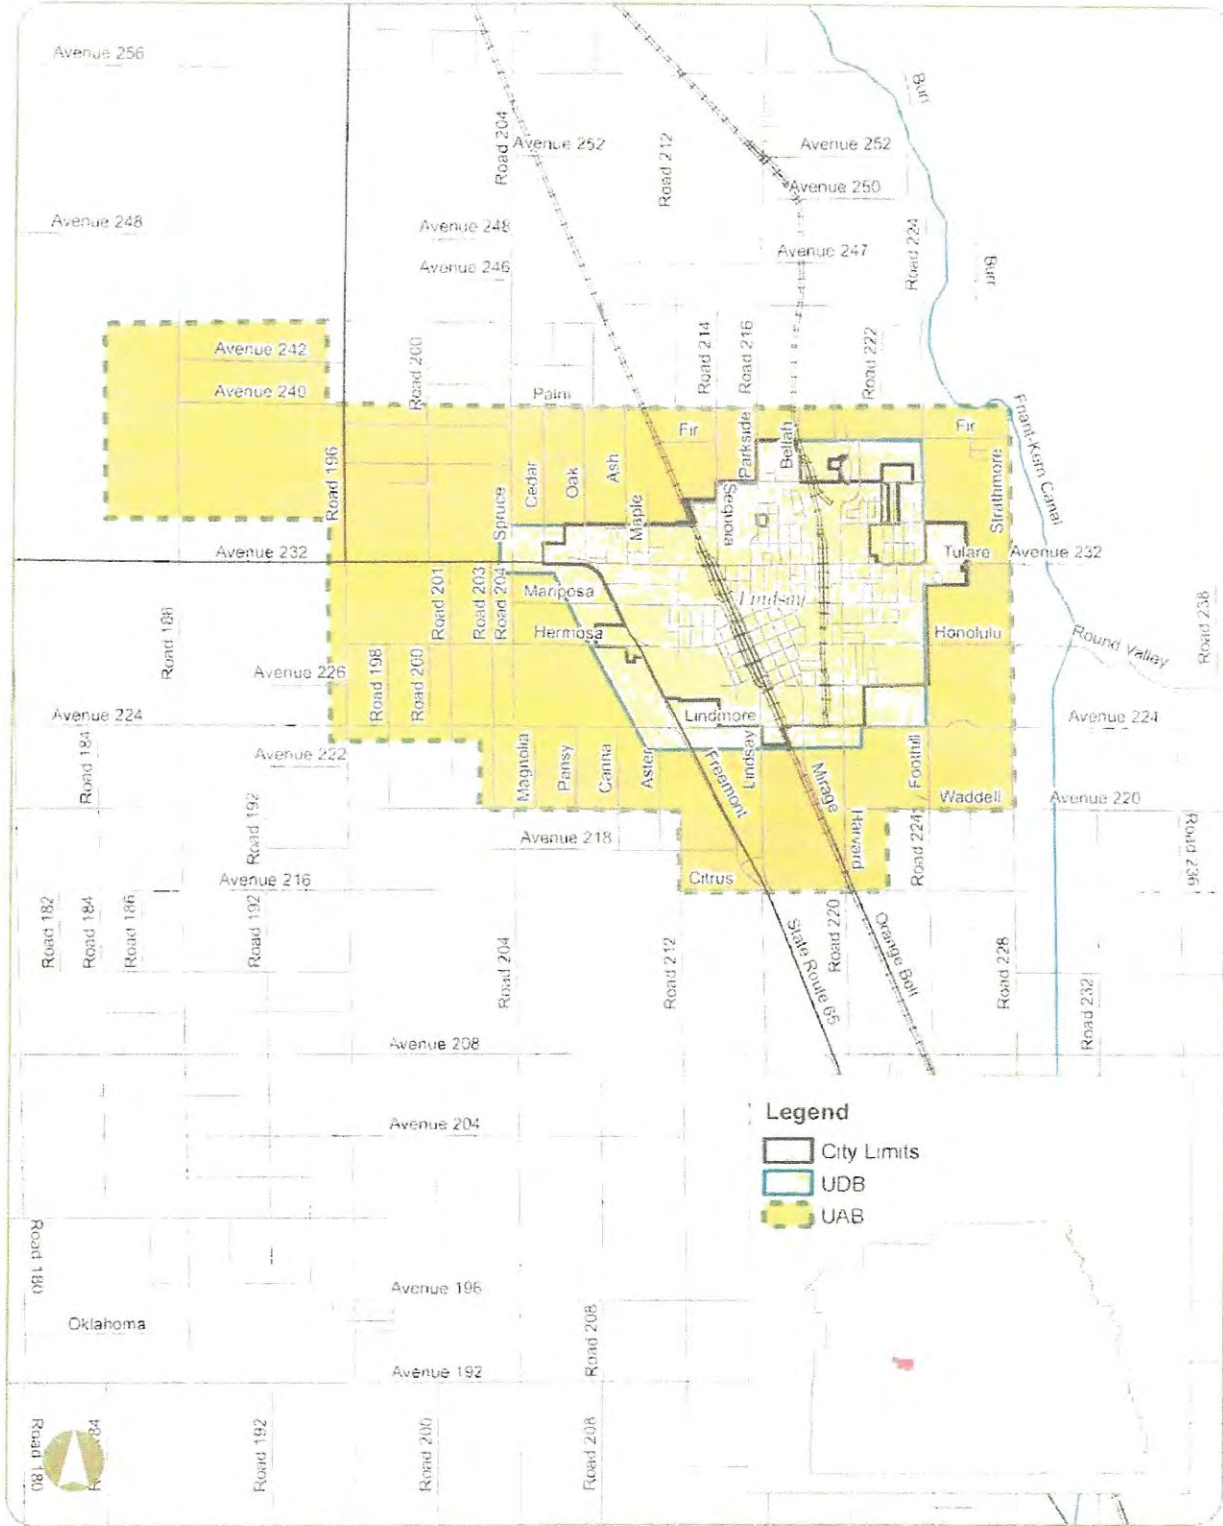 Avenue 256
Road 204
Avenue 252
Road 212
Avenue 252
Burr
Avenue 250
Avenue 248
Avenue 248
Avenue 247
Road 224
Avenue 246
Burr
Avenue 242
Road 200
Road 214
Road 216
Road 222
Avenue 240
Palm
Friant-Kern Canal
Fir
Fir
Parkside
Bellah
Road 196
Cedar
Oak
Ash
Spruce
Maple
Sequoia
Strathmore
Avenue 232
Tulare
Avenue 232
Road 201
Road 203
Road 204
Mariposa
Lindsay
Road 188
Hermosa
Honolulu
Round Valley
Road 238
Avenue 226
Road 198
Road 200
Avenue 224
Lindmore
Avenue 224
Road 184
Avenue 222
Magnolia
Pansy
Canna
Aster
Freemont
Lindsay
Mirage
Foothill
Road 192
Waddell
Avenue 220
Avenue 218
Harvard
Road 224
Road 236
Avenue 216
Citrus
Road 182
Road 184
Road 186
Road 192
Road 204
Road 212
State Route 65
Road 220
Orange Belt
Road 228
Road 232
Avenue 208
Legend
City Limits
UDB
UAB
Avenue 204
Road 180
Avenue 196
Oklahoma
Road 208
Avenue 192
Road 180
84
Road 192
Road 200
Road 208